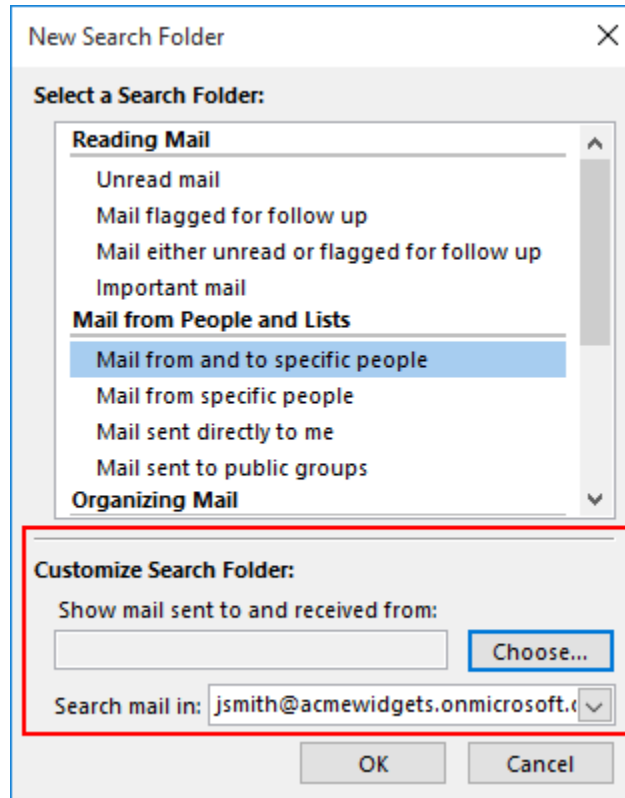 New Search Folder
Select a Search Folder:
Reading Mail
Unread mail
Mail flagged for follow up
Mail either unread or flagged for follow up
Important mail
Mail from People and Lists
Mail from and to specific people
Mail from specific people
Mail sent directly to me
Mail sent to public groups
Organizing Mail
Customize Search Folder:
Show mail sent to and received from:
Choose...
Search mail in: jsmith@acmewidgets.onmicrosoft.
OK Cancel